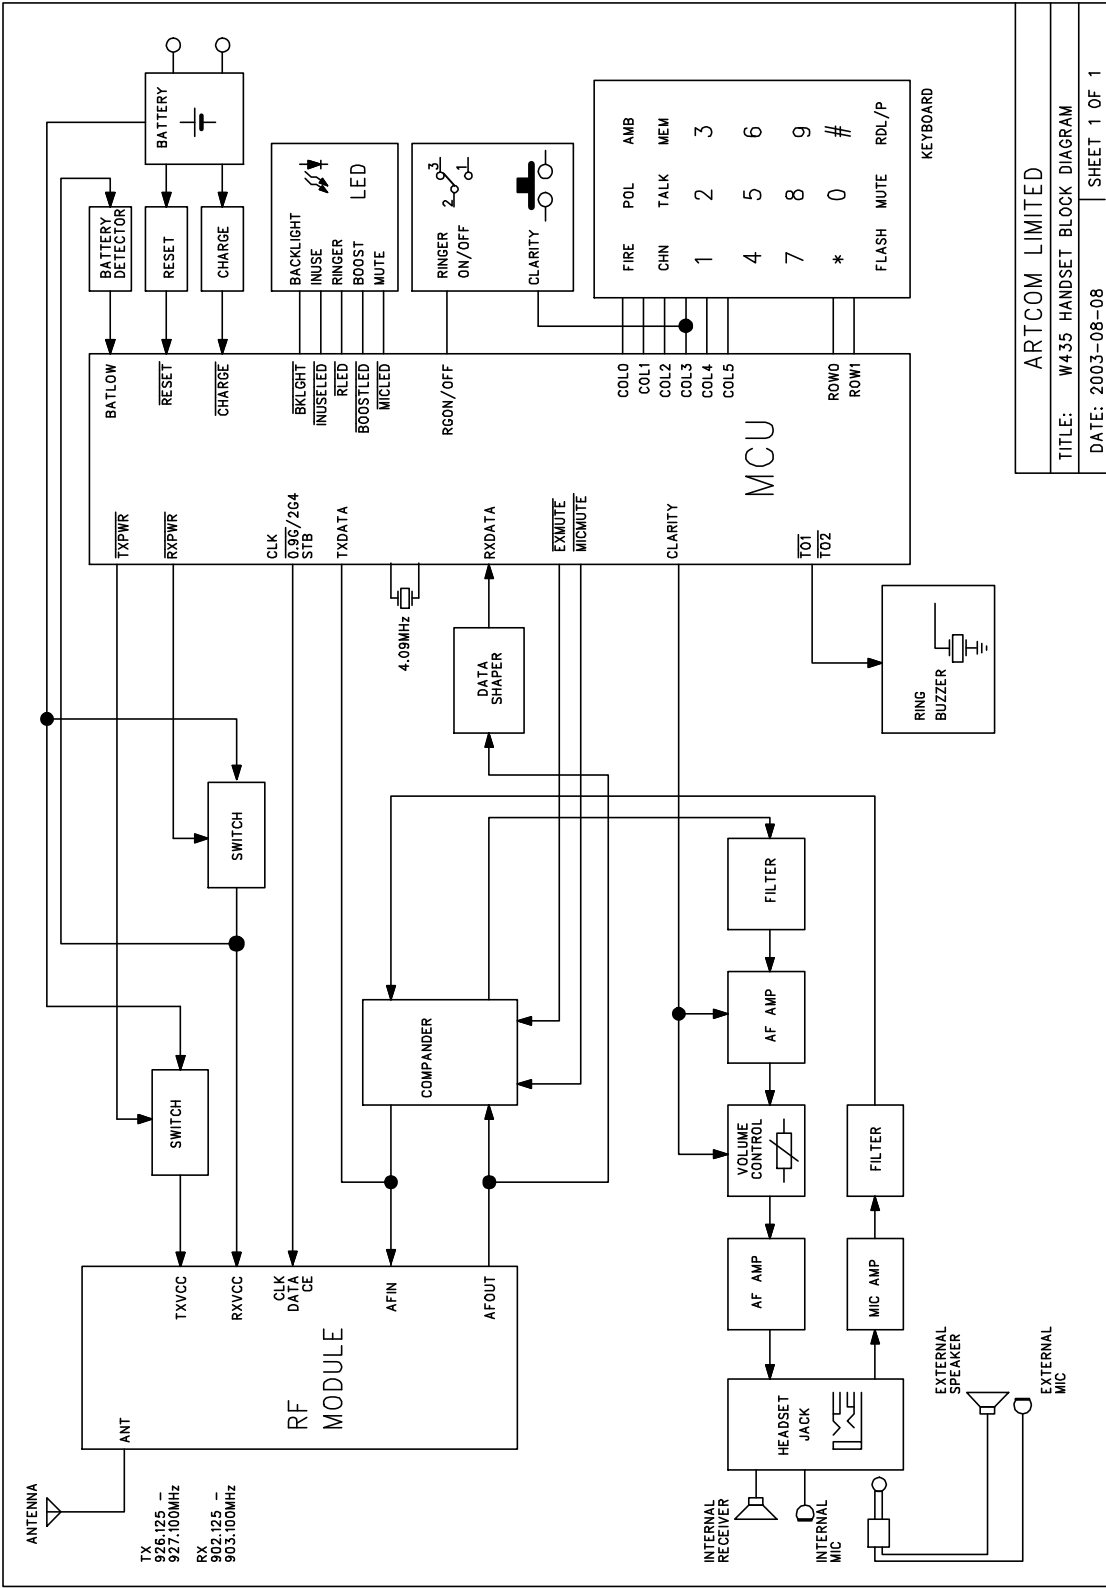 ANTENNA
TX
926.125 -
927.100MHz
RX
902.125 -
903.100MHz
ANT
RF
MODULE
TXVCC
RXVCC
CLK
DATA
CE
AFIN
AFOUT
SWITCH
SWITCH
COMPANDER
4.09MHz
DATA
SHAPER
TXPWR
RXPWR
CLK
0.9G/2G4
STB
TXDATA
RXDATA
EXMUTE
MICMUTE
CLARITY
TO1
TO2
MCU
BATLOW
RESET
CHARGE
BKLGHT
INUSELED
RLED
BOOSTLED
MICLED
RGON/OFF
COL0
COL1
COL2
COL3
COL4
COL5
ROW0
ROW1
BATTERY
DETECTOR
RESET
CHARGE
BATTERY
BACKLIGHT
INUSE
RINGER
BOOST
MUTE
LED
RINGER
ON/OFF
2
3
1
CLARITY
FIRE POL AMB
CHN TALK MEM
1 2 3
4 5 6
7 8 9
* 0 #
FLASH MUTE RDL/P
KEYBOARD
RING
BUZZER
FILTER
AF AMP
VOLUME
CONTROL
AF AMP
FILTER
MIC AMP
HEADSET
JACK
INTERNAL
RECEIVER
INTERNAL
MIC
EXTERNAL
SPEAKER
EXTERNAL
MIC
ARTCOM LIMITED
TITLE: W435 HANDSET BLOCK DIAGRAM
DATE: 2003-08-08 SHEET 1 OF 1